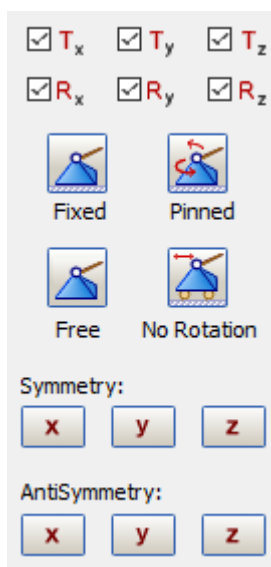 Tx Ty Tz
Rx Ry Rz
Fixed Pinned
Free No Rotation
Symmetry:
x y z
AntiSymmetry:
x y z